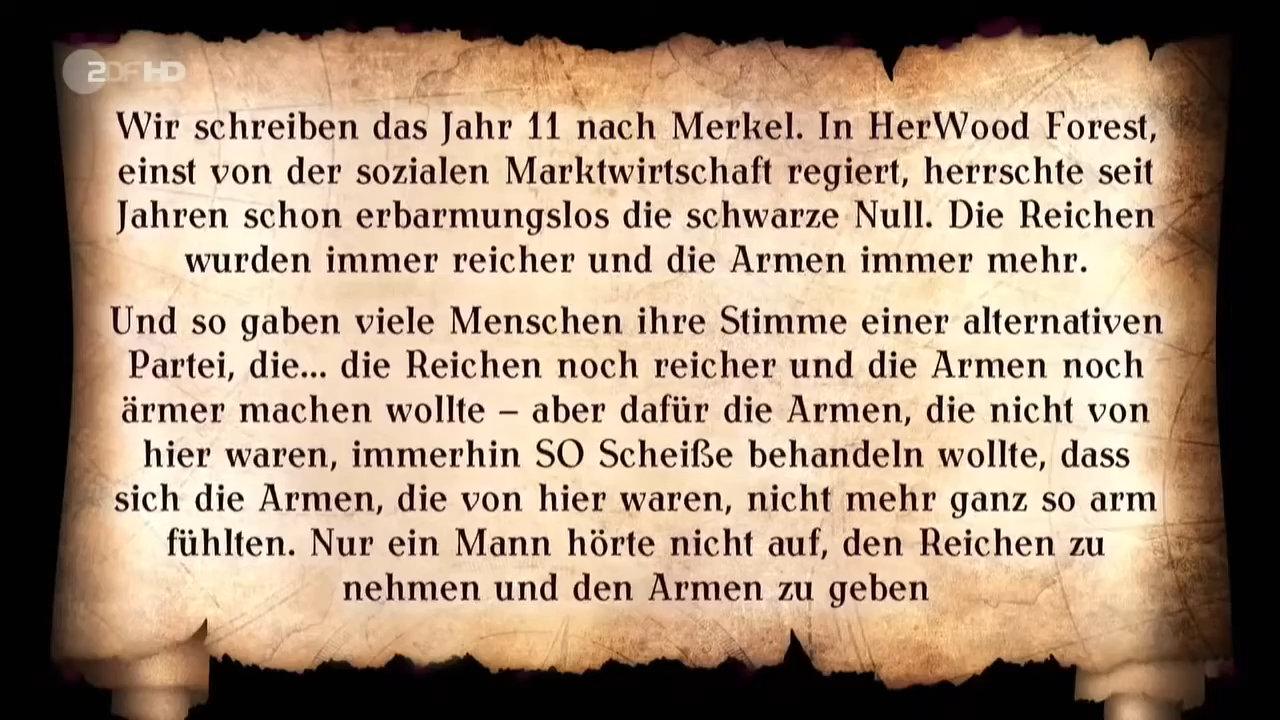 ZDF HD
Wir schreiben das Jahr 11 nach Merkel. In HerWood Forest,
einst von der sozialen Marktwirtschaft regiert, herrschte seit
Jahren schon erbarmungslos die schwarze Null. Die Reichen
wurden immer reicher und die Armen immer mehr.
Und so gaben viele Menschen ihre Stimme einer alternativen
Partei, die... die Reichen noch reicher und die Armen noch
ärmer machen wollte – aber dafür die Armen, die nicht von
hier waren, immerhin SO Scheiße behandeln wollte, dass
sich die Armen, die von hier waren, nicht mehr ganz so arm
fühlten. Nur ein Mann hörte nicht auf, den Reichen zu
nehmen und den Armen zu geben